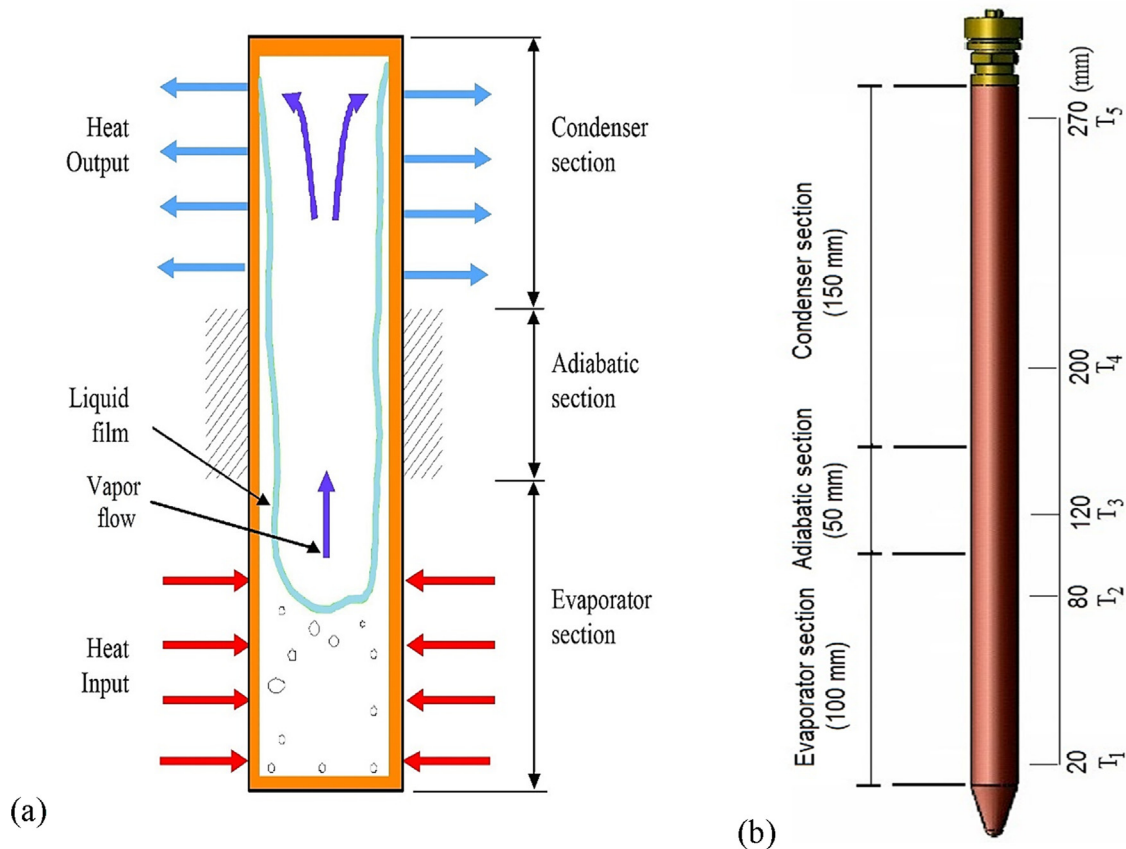 Heat
Output
Condenser
section
Adiabatic
section
Liquid
film
Vapor
flow
Evaporator
section
Heat
Input
(a)
Condenser section
(150 mm)
Adiabatic section
(50 mm)
Evaporator section
(100 mm)
(mm)
270 T5
200 T4
120 T3
80 T2
20 T1
(b)